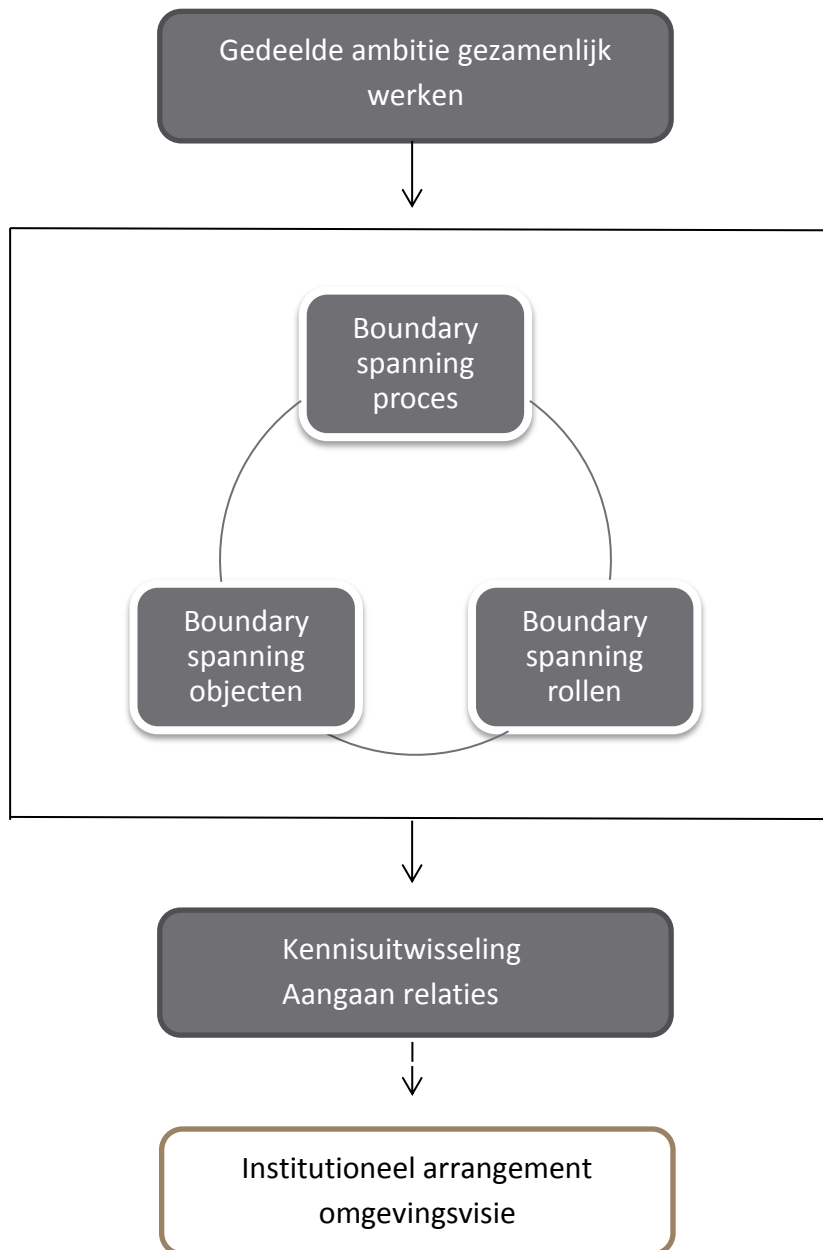 Gedeelde ambitie gezamenlijk
werken
Boundary
spanning
proces
Boundary
spanning
objecten
Boundary
spanning
rollen
Kennisuitwisseling
Aangaan relaties
Institutioneel arrangement
omgevingsvisie